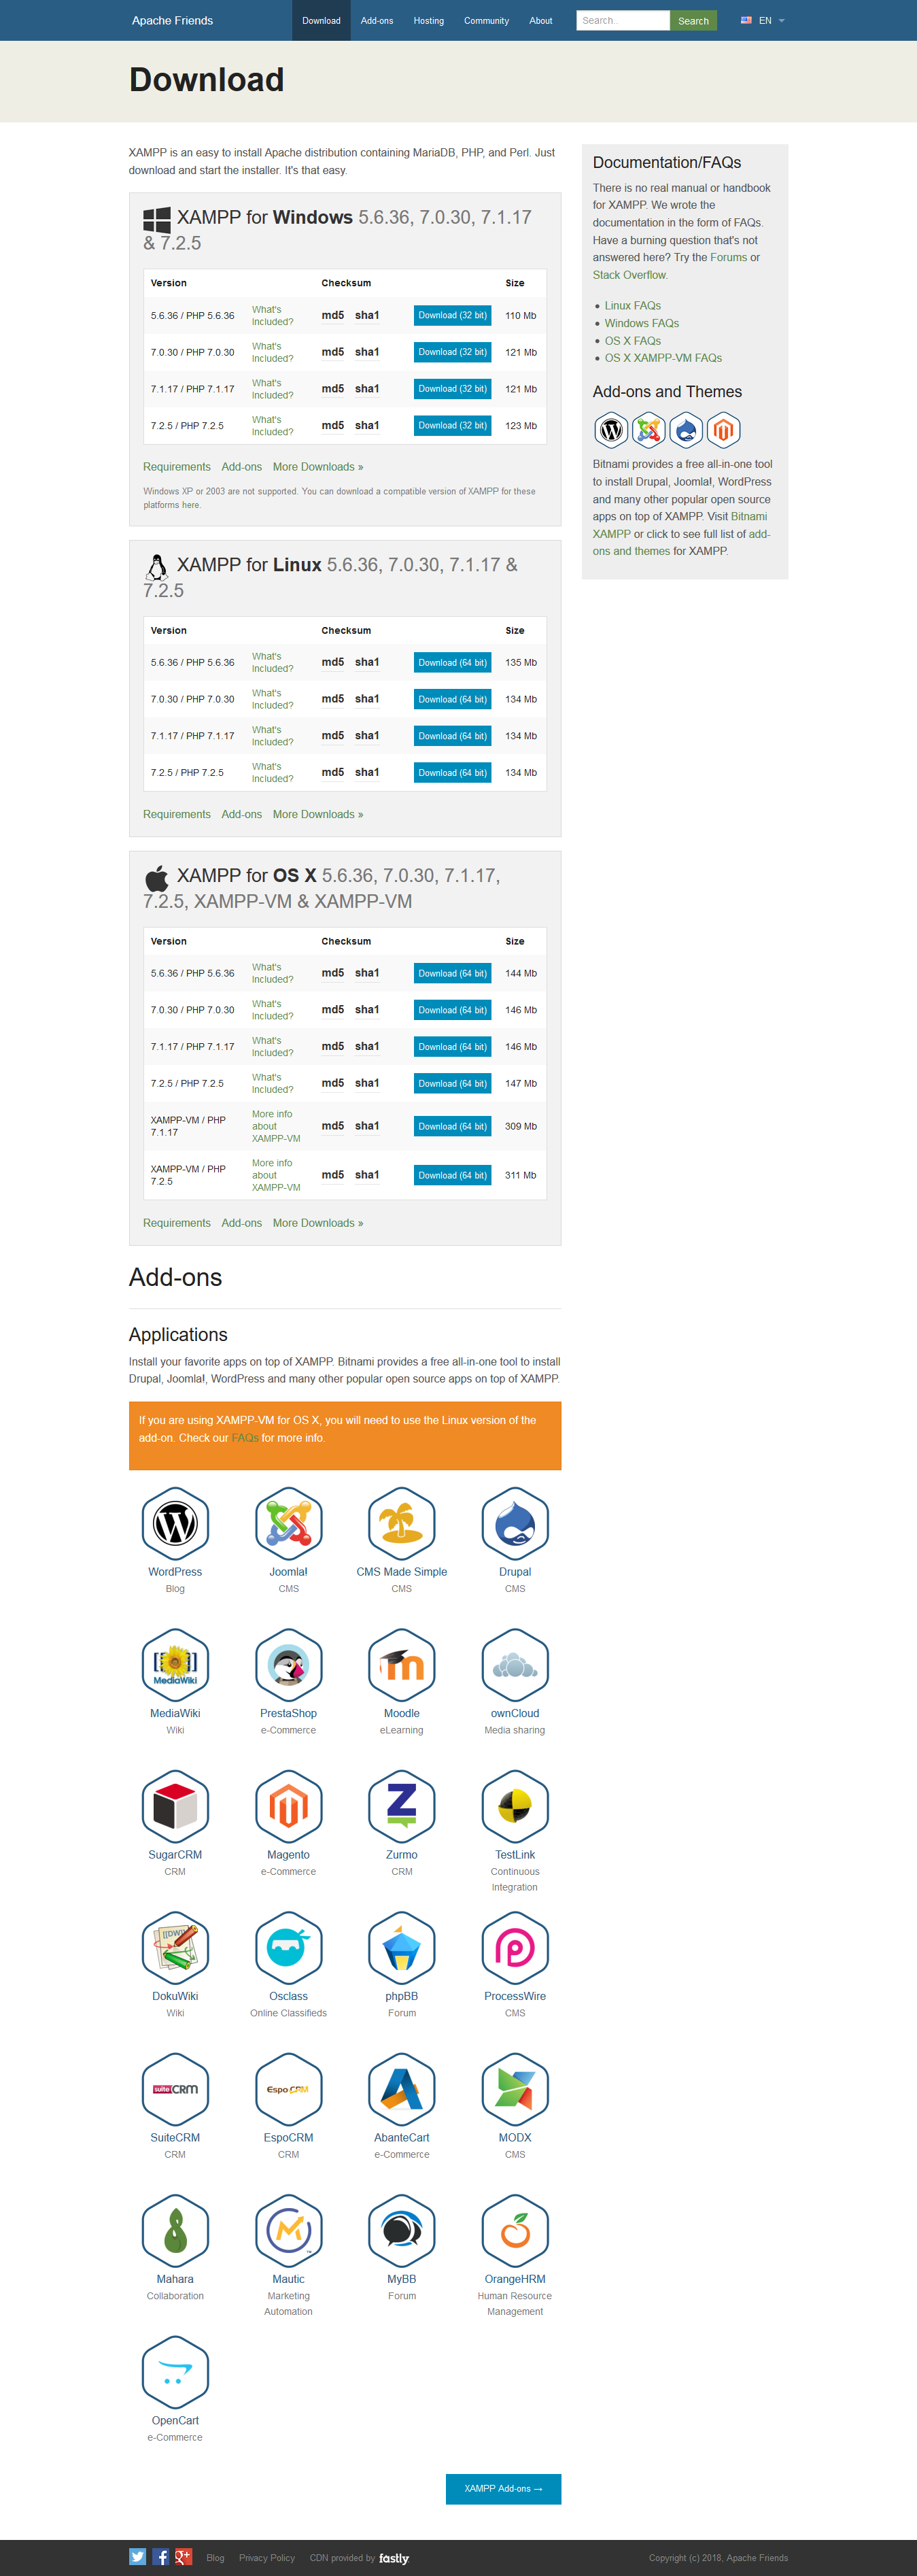 Apache Friends Download Add-ons Hosting Community About Search.. Search EN
Download
XAMPP is an easy to install Apache distribution containing MariaDB, PHP, and Perl. Just
download and start the installer. It's that easy.
XAMPP for Windows 5.6.36, 7.0.30, 7.1.17
& 7.2.5
Version Checksum Size
5.6.36 / PHP 5.6.36 What's Included? md5 sha1 Download (32 bit) 110 Mb
7.0.30 / PHP 7.0.30 What's Included? md5 sha1 Download (32 bit) 121 Mb
7.1.17 / PHP 7.1.17 What's Included? md5 sha1 Download (32 bit) 121 Mb
7.2.5 / PHP 7.2.5 What's Included? md5 sha1 Download (32 bit) 123 Mb
Requirements Add-ons More Downloads »
Windows XP or 2003 are not supported. You can download a compatible version of XAMPP for these
platforms here.
XAMPP for Linux 5.6.36, 7.0.30, 7.1.17 &
7.2.5
Version Checksum Size
5.6.36 / PHP 5.6.36 What's Included? md5 sha1 Download (64 bit) 135 Mb
7.0.30 / PHP 7.0.30 What's Included? md5 sha1 Download (64 bit) 134 Mb
7.1.17 / PHP 7.1.17 What's Included? md5 sha1 Download (64 bit) 134 Mb
7.2.5 / PHP 7.2.5 What's Included? md5 sha1 Download (64 bit) 134 Mb
Requirements Add-ons More Downloads »
XAMPP for OS X 5.6.36, 7.0.30, 7.1.17,
7.2.5, XAMPP-VM & XAMPP-VM
Version Checksum Size
5.6.36 / PHP 5.6.36 What's Included? md5 sha1 Download (64 bit) 144 Mb
7.0.30 / PHP 7.0.30 What's Included? md5 sha1 Download (64 bit) 146 Mb
7.1.17 / PHP 7.1.17 What's Included? md5 sha1 Download (64 bit) 146 Mb
7.2.5 / PHP 7.2.5 What's Included? md5 sha1 Download (64 bit) 147 Mb
XAMPP-VM / PHP 7.1.17 More info about XAMPP-VM md5 sha1 Download (64 bit) 309 Mb
XAMPP-VM / PHP 7.2.5 More info about XAMPP-VM md5 sha1 Download (64 bit) 311 Mb
Requirements Add-ons More Downloads »
Documentation/FAQs
There is no real manual or handbook
for XAMPP. We wrote the
documentation in the form of FAQs.
Have a burning question that's not
answered here? Try the Forums or
Stack Overflow.
Linux FAQs
Windows FAQs
OS X FAQs
OS X XAMPP-VM FAQs
Add-ons and Themes
Bitnami provides a free all-in-one tool
to install Drupal, Joomla!, WordPress
and many other popular open source
apps on top of XAMPP. Visit Bitnami
XAMPP or click to see full list of add-
ons and themes for XAMPP.
Add-ons
Applications
Install your favorite apps on top of XAMPP. Bitnami provides a free all-in-one tool to install
Drupal, Joomla!, WordPress and many other popular open source apps on top of XAMPP.
If you are using XAMPP-VM for OS X, you will need to use the Linux version of the
add-on. Check our FAQs for more info.
WordPress Joomla! CMS Made Simple Drupal
Blog CMS CMS CMS
[[MediaWiki]]
MediaWiki PrestaShop Moodle ownCloud
Wiki e-Commerce eLearning Media sharing
SugarCRM Magento Zurmo TestLink
CRM e-Commerce CRM Continuous
Integration
[[DW]]
DokuWiki Osclass phpBB ProcessWire
Wiki Online Classifieds Forum CMS
suiteCRM EspoCRM
SuiteCRM EspoCRM AbanteCart MODX
CRM CRM e-Commerce CMS
Mahara Mautic MyBB OrangeHRM
Collaboration Marketing Forum Human Resource
Automation Management
OpenCart
e-Commerce
XAMPP Add-ons →
Blog Privacy Policy CDN provided by fastly Copyright (c) 2018, Apache Friends